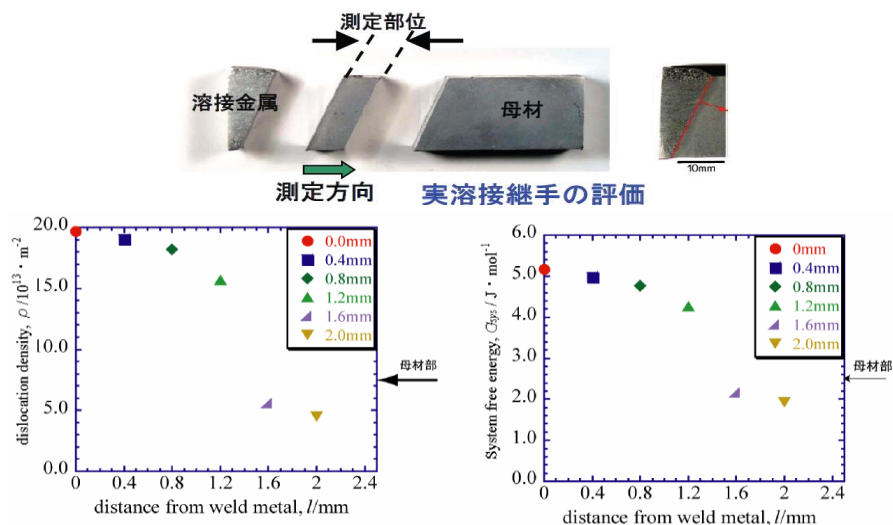 測定部位
溶接金属
母材
10mm
測定方向
実溶接継手の評価
dislocation density, ρ/10¹³・m⁻²
20.0
15.0
10.0
5.0
0.0
0.0mm
0.4mm
0.8mm
1.2mm
1.6mm
2.0mm
母材部
0 0.4 0.8 1.2 1.6 2 2.4
distance from weld metal, l/mm
System free energy, Gsys / J・mol⁻¹
6.0
5.0
4.0
3.0
2.0
1.0
0.0
0mm
0.4mm
0.8mm
1.2mm
1.6mm
2.0mm
母材部
0 0.4 0.8 1.2 1.6 2 2.4
distance from weld metal, l/mm